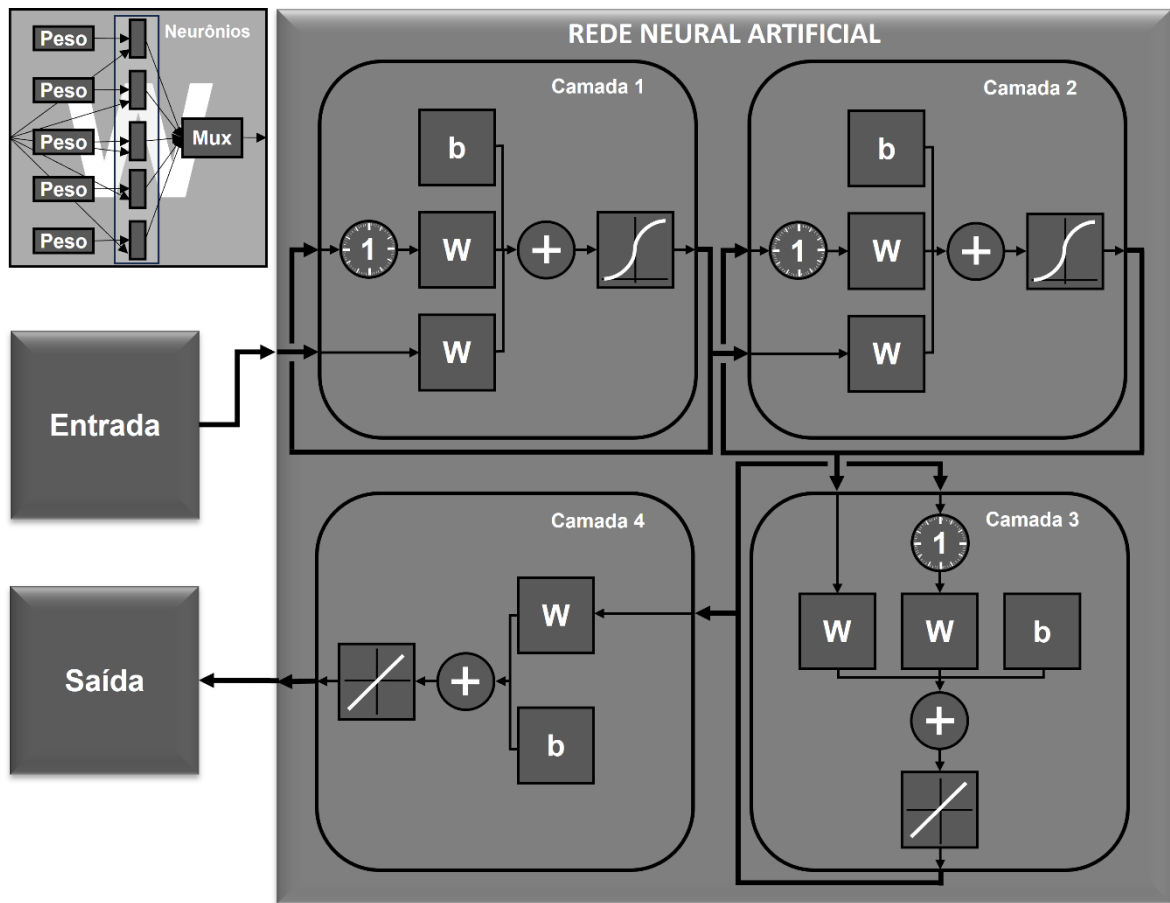 Neurônios
Peso
Peso
Peso
Peso
Peso
Mux
W
REDE NEURAL ARTIFICIAL
Camada 1
b
1
W
+
W
Camada 2
b
1
W
+
W
Entrada
Camada 4
W
+
b
Camada 3
1
W
W
b
+
Saída